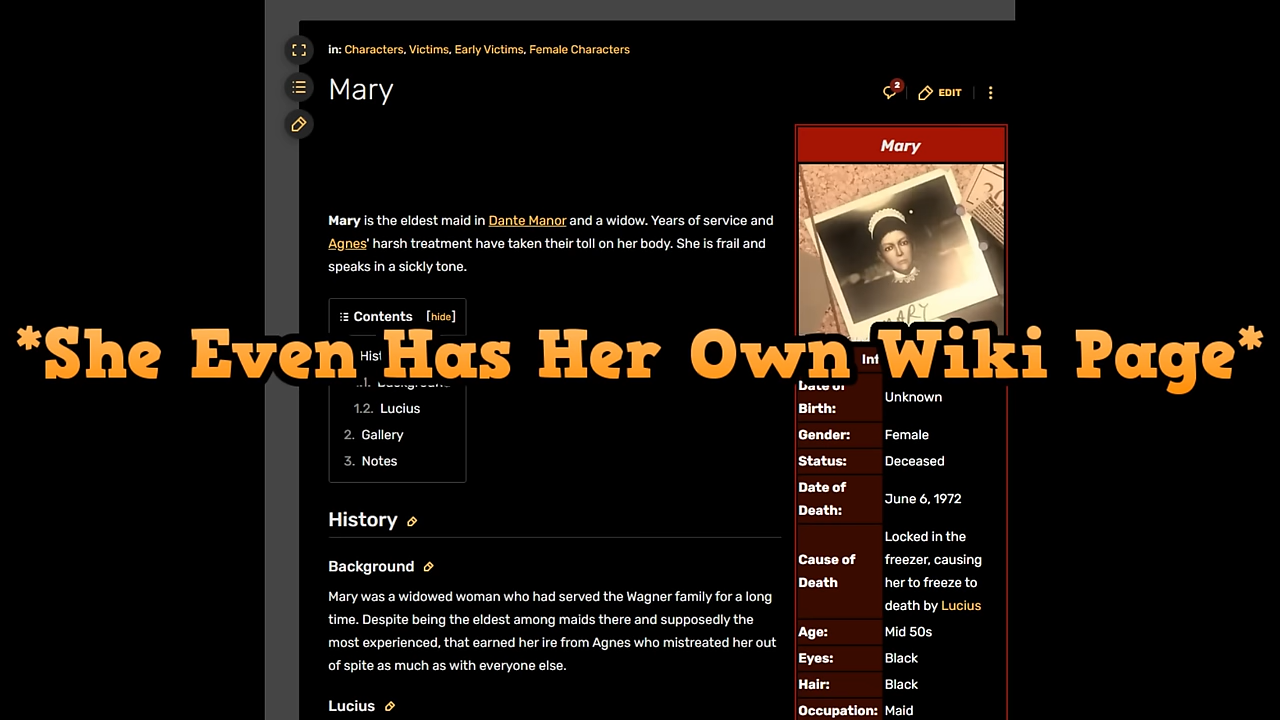 in: Characters, Victims, Early Victims, Female Characters
Mary
2
EDIT
Mary
MARY
Mary is the eldest maid in Dante Manor and a widow. Years of service and
Agnes' harsh treatment have taken their toll on her body. She is frail and
speaks in a sickly tone.
Contents [hide]
*She Even Has Her Own Wiki Page*
1.1. Background
1.2. Lucius
2. Gallery
3. Notes
Date of Birth: Unknown
Gender: Female
Status: Deceased
Date of Death: June 6, 1972
Cause of Death Locked in the
freezer, causing
her to freeze to
death by Lucius
Age: Mid 50s
Eyes: Black
Hair: Black
Occupation: Maid
History
Background
Mary was a widowed woman who had served the Wagner family for a long
time. Despite being the eldest among maids there and supposedly the
most experienced, that earned her ire from Agnes who mistreated her out
of spite as much as with everyone else.
Lucius